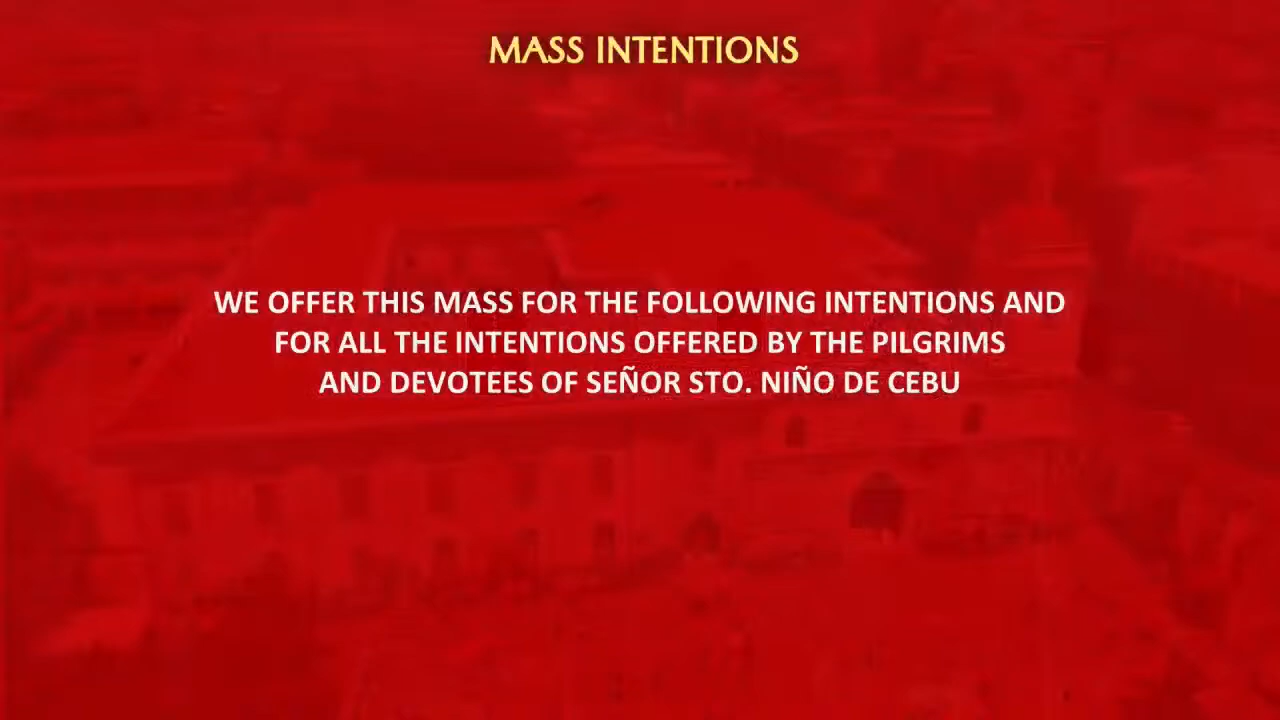 MASS INTENTIONS
WE OFFER THIS MASS FOR THE FOLLOWING INTENTIONS AND
FOR ALL THE INTENTIONS OFFERED BY THE PILGRIMS
AND DEVOTEES OF SEÑOR STO. NIÑO DE CEBU